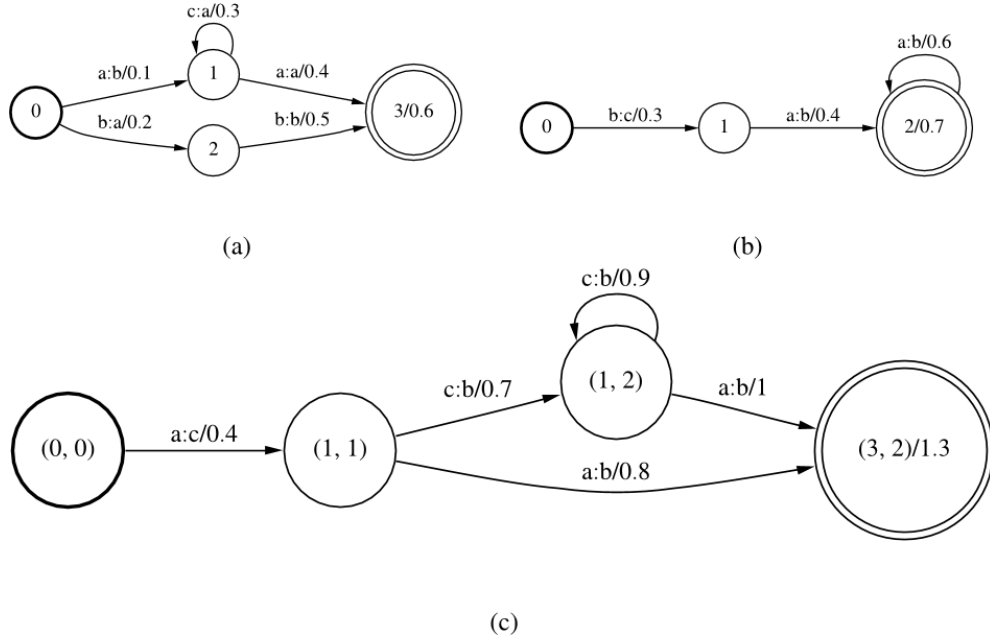 c:a/0.3
a:b/0.1
1
a:a/0.4
0
3/0.6
b:a/0.2
2
b:b/0.5
(a)
a:b/0.6
0
b:c/0.3
1
a:b/0.4
2/0.7
(b)
c:b/0.9
(1, 2)
c:b/0.7
a:b/1
(0, 0)
a:c/0.4
(1, 1)
a:b/0.8
(3, 2)/1.3
(c)